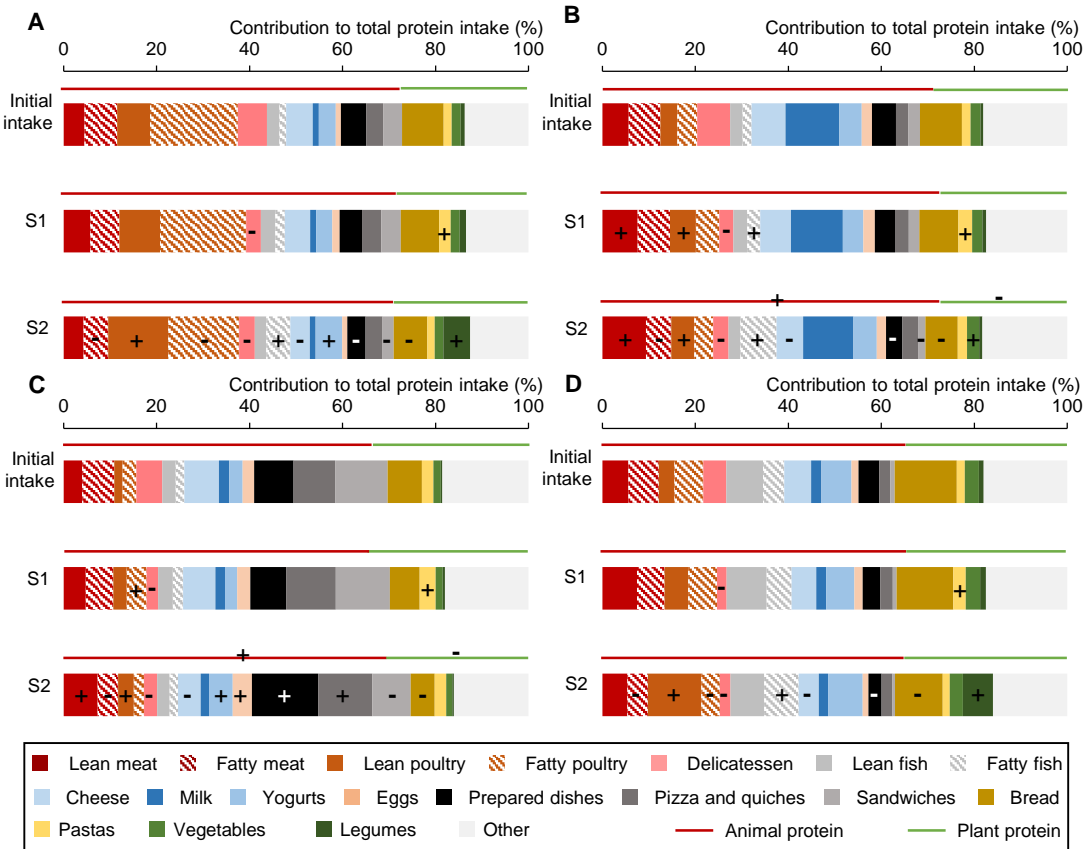 A
Contribution to total protein intake (%)
0 20 40 60 80 100
Initial
intake
S1
- +
S2
- + - - + - + - - - +
B
Contribution to total protein intake (%)
0 20 40 60 80 100
Initial
intake
S1
+ + - + +
+ -
S2
+ - + - + - - - - +
C
Contribution to total protein intake (%)
0 20 40 60 80 100
Initial
intake
S1
+ - +
+ -
S2
+ - + - - + + + + - -
D
Contribution to total protein intake (%)
0 20 40 60 80 100
Initial
intake
S1
- +
S2
- + - - + - - - +
Lean meat Fatty meat Lean poultry Fatty poultry Delicatessen Lean fish Fatty fish
Cheese Milk Yogurts Eggs Prepared dishes Pizza and quiches Sandwiches Bread
Pastas Vegetables Legumes Other Animal protein Plant protein